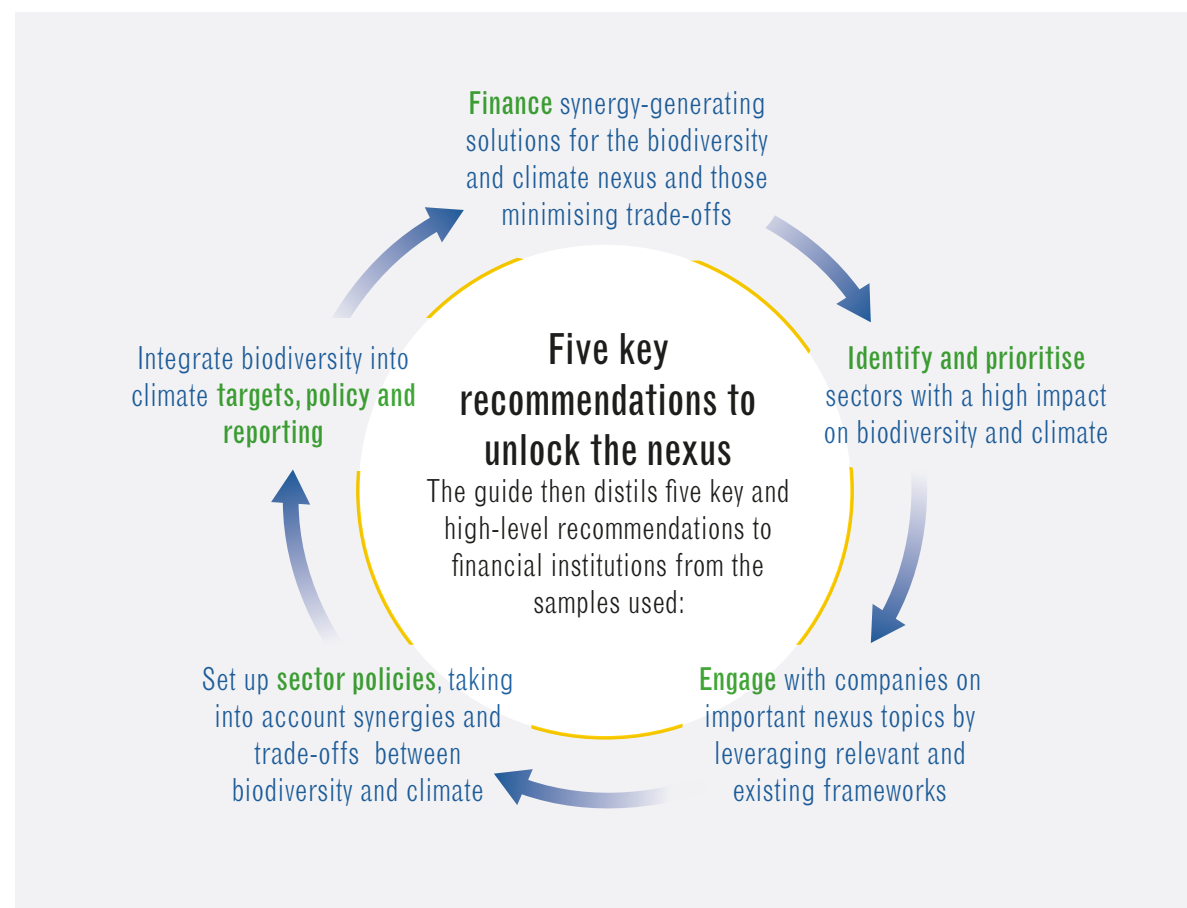 Finance synergy-generating
solutions for the biodiversity
and climate nexus and those
minimising trade-offs
Identify and prioritise
sectors with a high impact
on biodiversity and climate
Engage with companies on
important nexus topics by
leveraging relevant and
existing frameworks
Set up sector policies, taking
into account synergies and
trade-offs between
biodiversity and climate
Integrate biodiversity into
climate targets, policy and
reporting
Five key
recommendations to
unlock the nexus
The guide then distils five key and
high-level recommendations to
financial institutions from the
samples used: